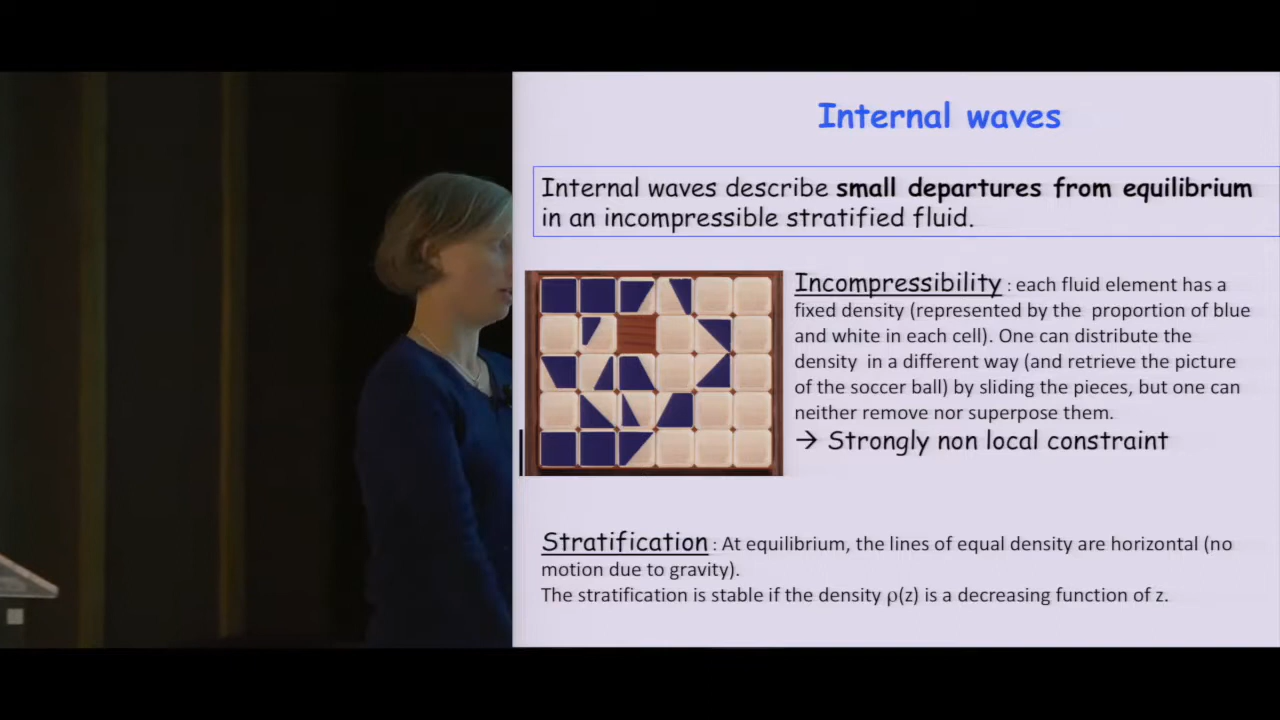 Internal waves
Internal waves describe small departures from equilibrium
in an incompressible stratified fluid.
Incompressibility : each fluid element has a
fixed density (represented by the proportion of blue
and white in each cell). One can distribute the
density in a different way (and retrieve the picture
of the soccer ball) by sliding the pieces, but one can
neither remove nor superpose them.
→ Strongly non local constraint
Stratification : At equilibrium, the lines of equal density are horizontal (no
motion due to gravity).
The stratification is stable if the density ρ(z) is a decreasing function of z.